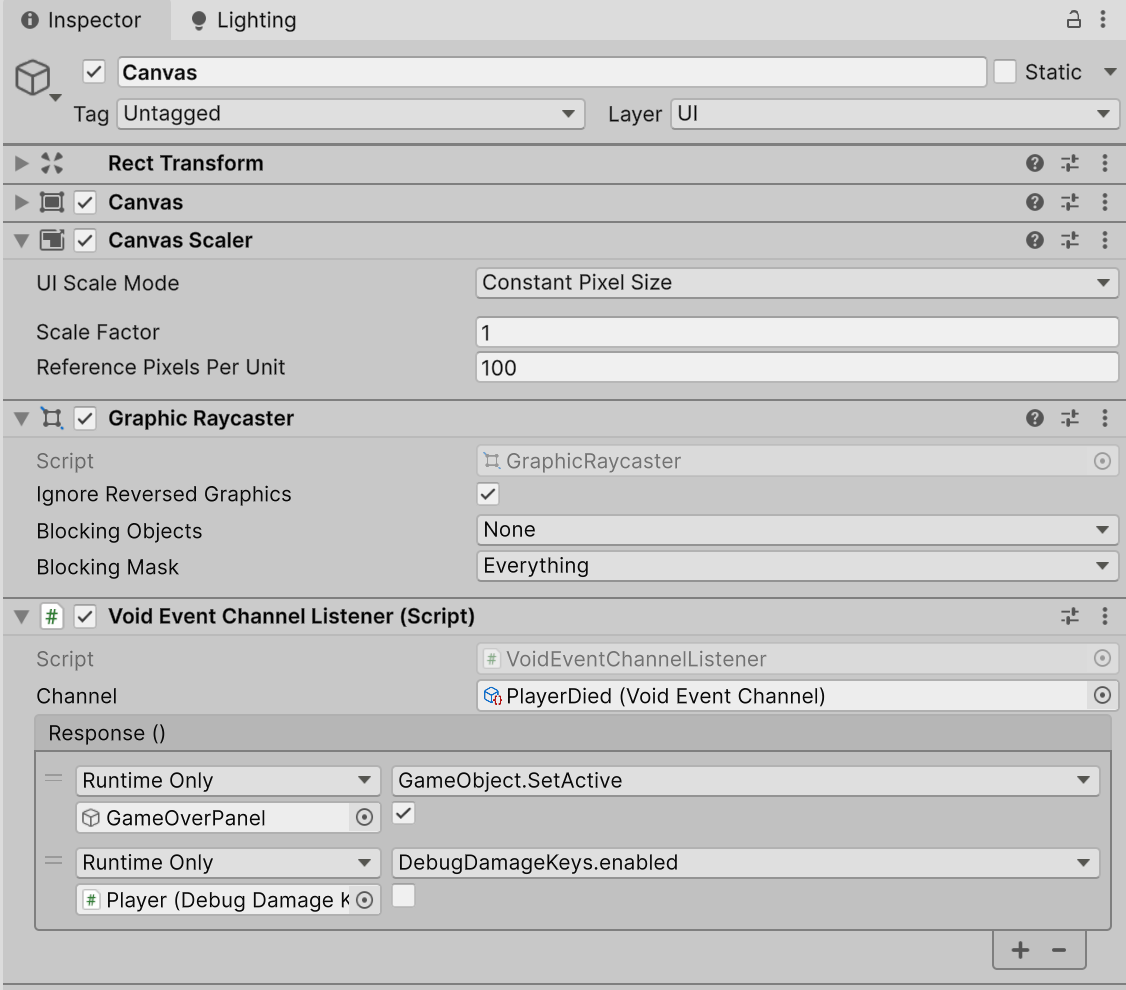 Inspector Lighting
Canvas Static
Tag Untagged Layer UI
Rect Transform
Canvas
Canvas Scaler
UI Scale Mode Constant Pixel Size
Scale Factor 1
Reference Pixels Per Unit 100
Graphic Raycaster
Script GraphicRaycaster
Ignore Reversed Graphics
Blocking Objects None
Blocking Mask Everything
# Void Event Channel Listener (Script)
Script # VoidEventChannelListener
Channel PlayerDied (Void Event Channel)
Response ()
Runtime Only GameObject.SetActive
GameOverPanel
Runtime Only DebugDamageKeys.enabled
# Player (Debug Damage K